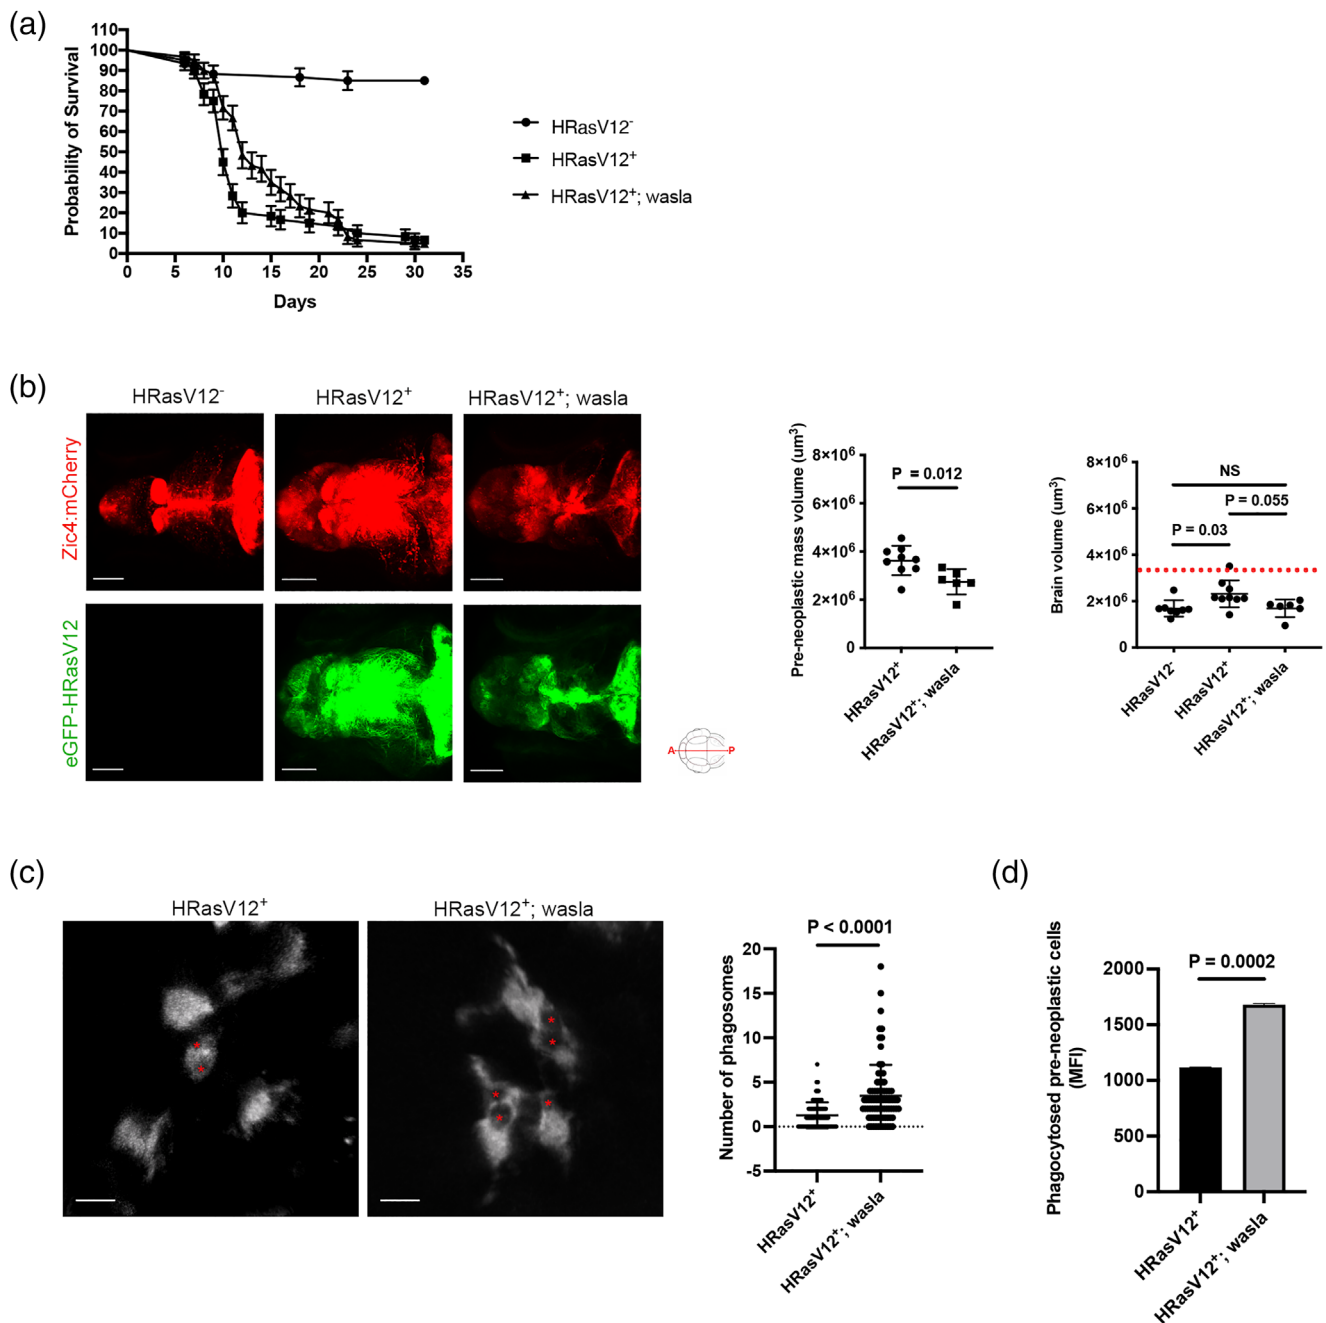 (a)
Probability of Survival
110
100
90
80
70
60
50
40
30
20
10
0
0 5 10 15 20 25 30 35
Days
HRasV12⁻
HRasV12⁺
HRasV12⁺; wasla
(b)
HRasV12⁻ HRasV12⁺ HRasV12⁺; wasla
Zic4:mCherry
eGFP-HRasV12
A P
Pre-neoplastic mass volume (um³)
8×10⁶
6×10⁶
4×10⁶
2×10⁶
0
P = 0.012
HRasV12⁺
HRasV12⁺; wasla
Brain volume (um³)
8×10⁶
6×10⁶
4×10⁶
2×10⁶
0
NS
P = 0.055
P = 0.03
HRasV12⁻
HRasV12⁺
HRasV12⁺; wasla
(c)
HRasV12⁺ HRasV12⁺; wasla
Number of phagosomes
P < 0.0001
20
15
10
5
0
-5
HRasV12⁺
HRasV12⁺; wasla
(d)
Phagocytosed pre-neoplastic cells
(MFI)
P = 0.0002
2000
1500
1000
500
0
HRasV12⁺
HRasV12⁺; wasla